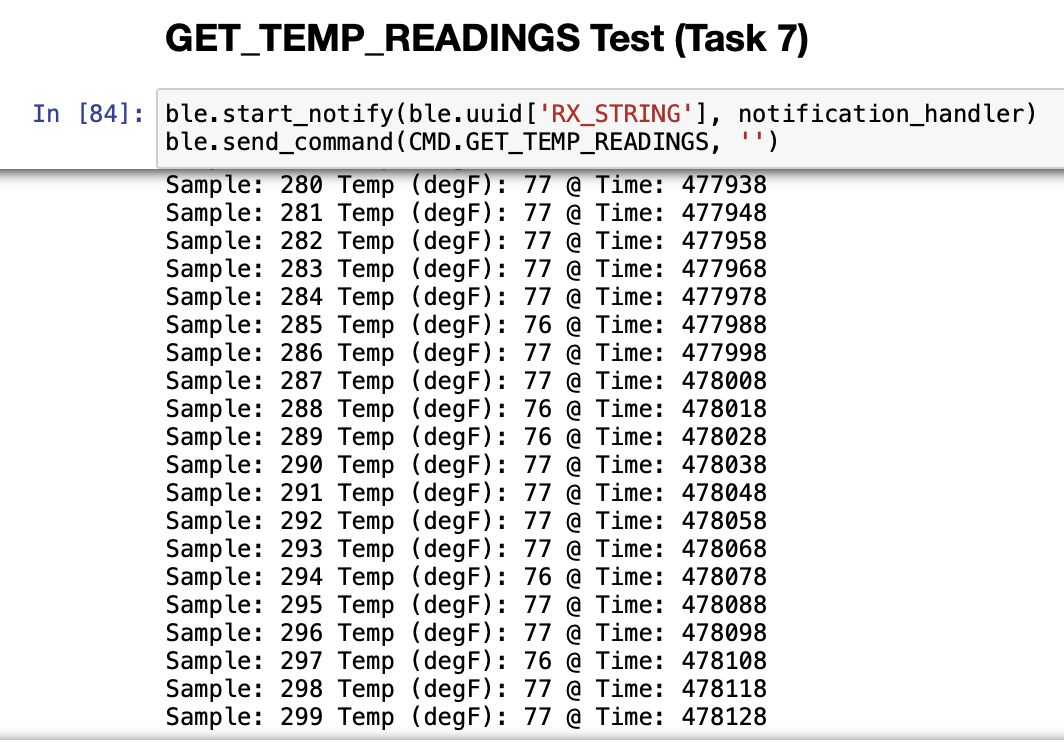 GET_TEMP_READINGS Test (Task 7)
In [84]: ble.start_notify(ble.uuid['RX_STRING'], notification_handler)
ble.send_command(CMD.GET_TEMP_READINGS, '')
Sample: 280 Temp (degF): 77 @ Time: 477938
Sample: 281 Temp (degF): 77 @ Time: 477948
Sample: 282 Temp (degF): 77 @ Time: 477958
Sample: 283 Temp (degF): 77 @ Time: 477968
Sample: 284 Temp (degF): 77 @ Time: 477978
Sample: 285 Temp (degF): 76 @ Time: 477988
Sample: 286 Temp (degF): 77 @ Time: 477998
Sample: 287 Temp (degF): 77 @ Time: 478008
Sample: 288 Temp (degF): 76 @ Time: 478018
Sample: 289 Temp (degF): 76 @ Time: 478028
Sample: 290 Temp (degF): 77 @ Time: 478038
Sample: 291 Temp (degF): 77 @ Time: 478048
Sample: 292 Temp (degF): 77 @ Time: 478058
Sample: 293 Temp (degF): 77 @ Time: 478068
Sample: 294 Temp (degF): 76 @ Time: 478078
Sample: 295 Temp (degF): 77 @ Time: 478088
Sample: 296 Temp (degF): 77 @ Time: 478098
Sample: 297 Temp (degF): 76 @ Time: 478108
Sample: 298 Temp (degF): 77 @ Time: 478118
Sample: 299 Temp (degF): 77 @ Time: 478128